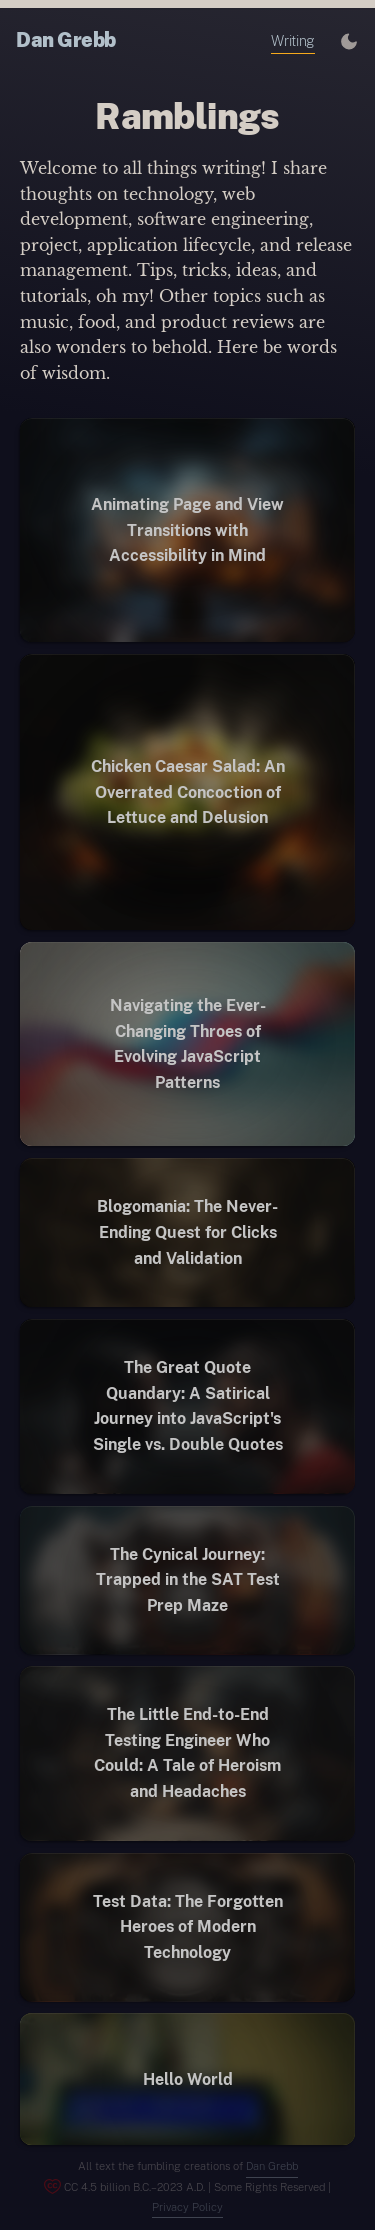 Dan Grebb
Writing
Ramblings
Welcome to all things writing! I share
thoughts on technology, web
development, software engineering,
project, application lifecycle, and release
management. Tips, tricks, ideas, and
tutorials, oh my! Other topics such as
music, food, and product reviews are
also wonders to behold. Here be words
of wisdom.
Animating Page and View
Transitions with
Accessibility in Mind
Chicken Caesar Salad: An
Overrated Concoction of
Lettuce and Delusion
Navigating the Ever-
Changing Throes of
Evolving JavaScript
Patterns
Blogomania: The Never-
Ending Quest for Clicks
and Validation
The Great Quote
Quandary: A Satirical
Journey into JavaScript's
Single vs. Double Quotes
The Cynical Journey:
Trapped in the SAT Test
Prep Maze
The Little End-to-End
Testing Engineer Who
Could: A Tale of Heroism
and Headaches
Test Data: The Forgotten
Heroes of Modern
Technology
Hello World
All text the fumbling creations of Dan Grebb
CC 4.5 billion B.C.-2023 A.D. | Some Rights Reserved |
Privacy Policy